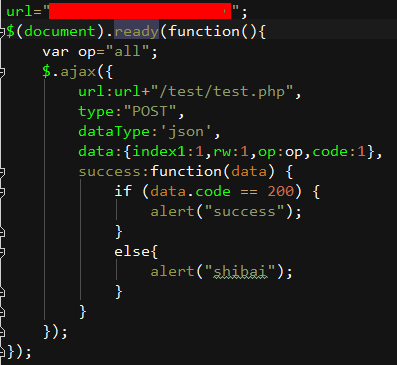 url="";
$(document).ready(function(){
var op="all";
$.ajax({
url:url+"/test/test.php",
type:"POST",
dataType:'json',
data:{index1:1,rw:1,op:op,code:1},
success:function(data) {
if (data.code == 200) {
alert("success");
}
else{
alert("shibai");
}
}
});
});